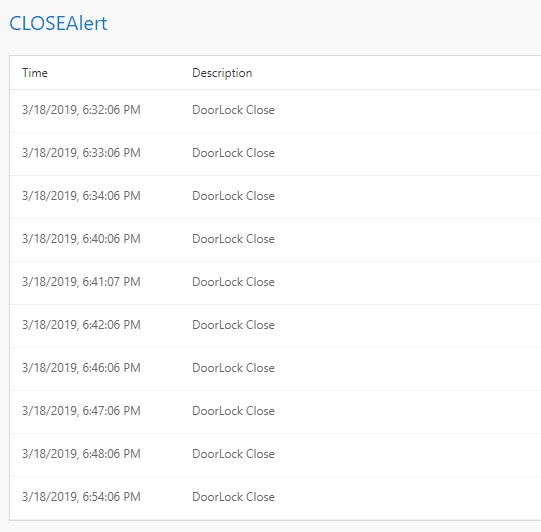 CLOSEAlert
Time Description
3/18/2019, 6:32:06 PM DoorLock Close
3/18/2019, 6:33:06 PM DoorLock Close
3/18/2019, 6:34:06 PM DoorLock Close
3/18/2019, 6:40:06 PM DoorLock Close
3/18/2019, 6:41:07 PM DoorLock Close
3/18/2019, 6:42:06 PM DoorLock Close
3/18/2019, 6:46:06 PM DoorLock Close
3/18/2019, 6:47:06 PM DoorLock Close
3/18/2019, 6:48:06 PM DoorLock Close
3/18/2019, 6:54:06 PM DoorLock Close